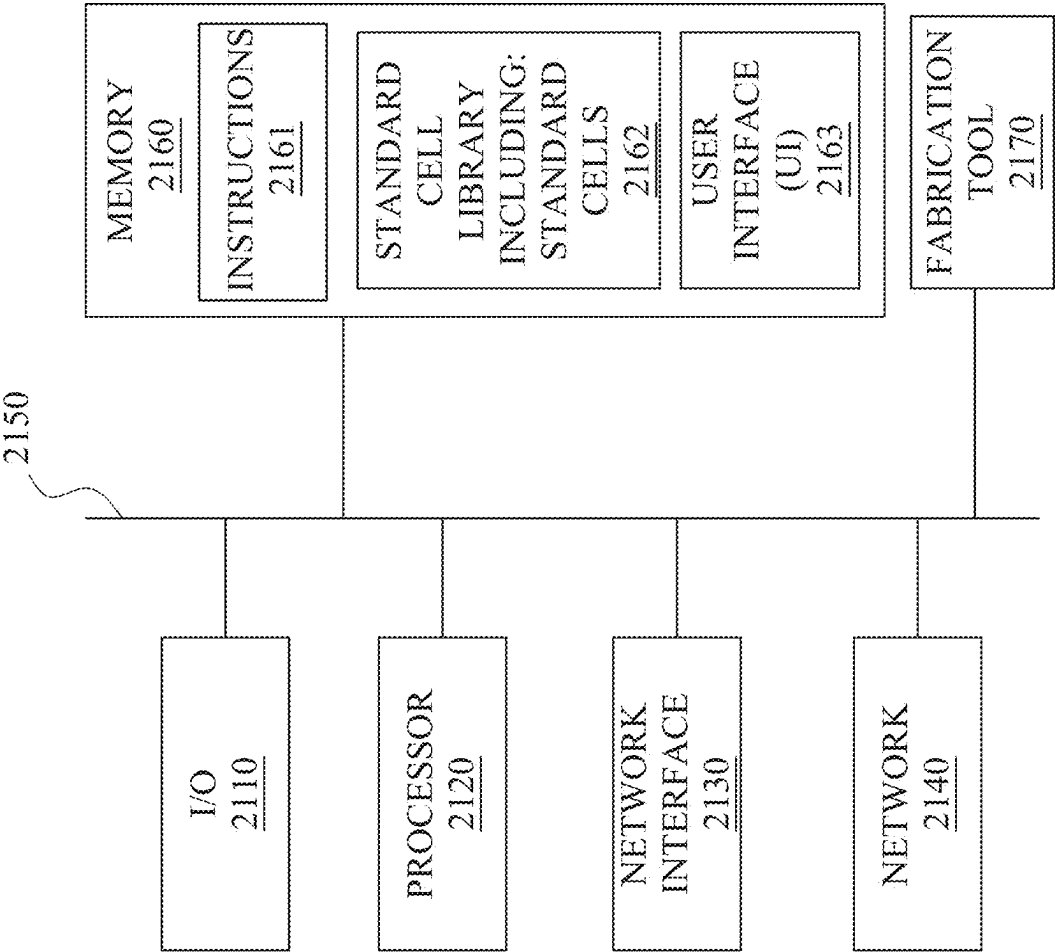 2150
MEMORY
2160
INSTRUCTIONS
2161
STANDARD
CELL
LIBRARY
INCLUDING:
STANDARD
CELLS
2162
USER
INTERFACE
(UI)
2163
FABRICATION
TOOL
2170
I/O
2110
PROCESSOR
2120
NETWORK
INTERFACE
2130
NETWORK
2140